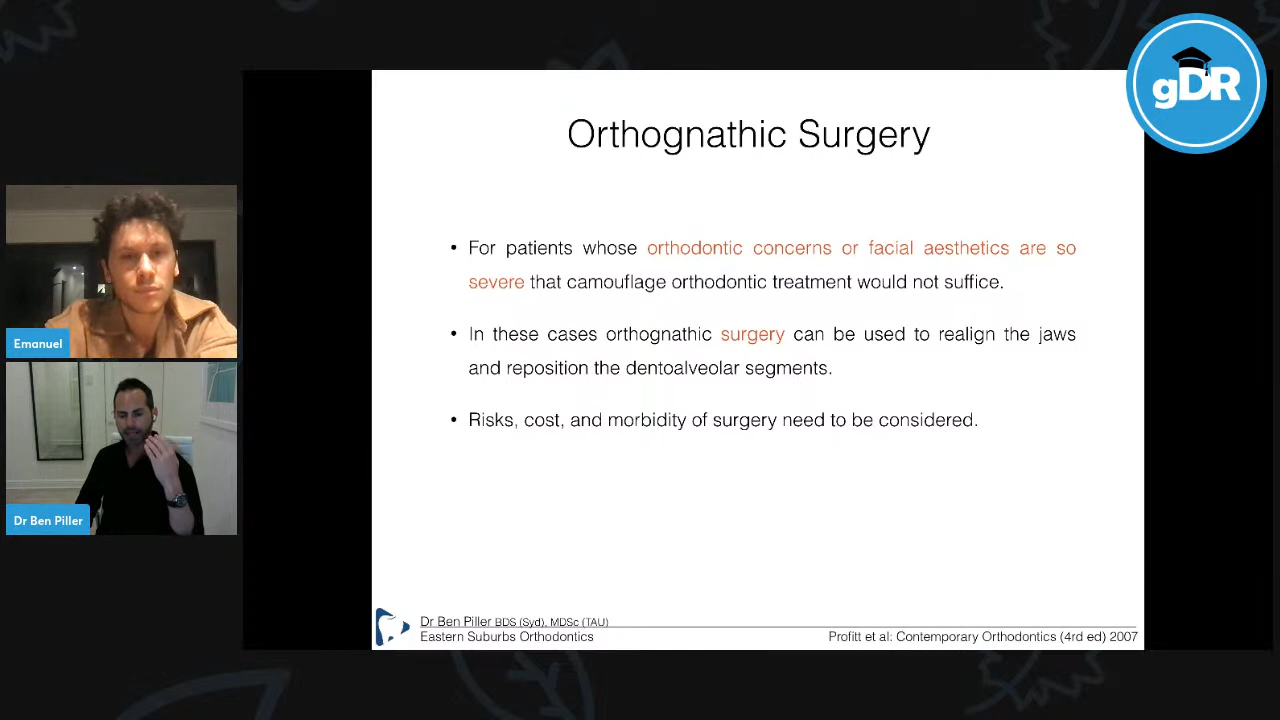 gDR
Orthognathic Surgery
• For patients whose orthodontic concerns or facial aesthetics are so
severe that camouflage orthodontic treatment would not suffice.
• In these cases orthognathic surgery can be used to realign the jaws
and reposition the dentoalveolar segments.
• Risks, cost, and morbidity of surgery need to be considered.
Emanuel
Dr Ben Piller
Dr Ben Piller BDS (Syd), MDSc (TAU)
Eastern Suburbs Orthodontics
Profitt et al: Contemporary Orthodontics (4rd ed) 2007